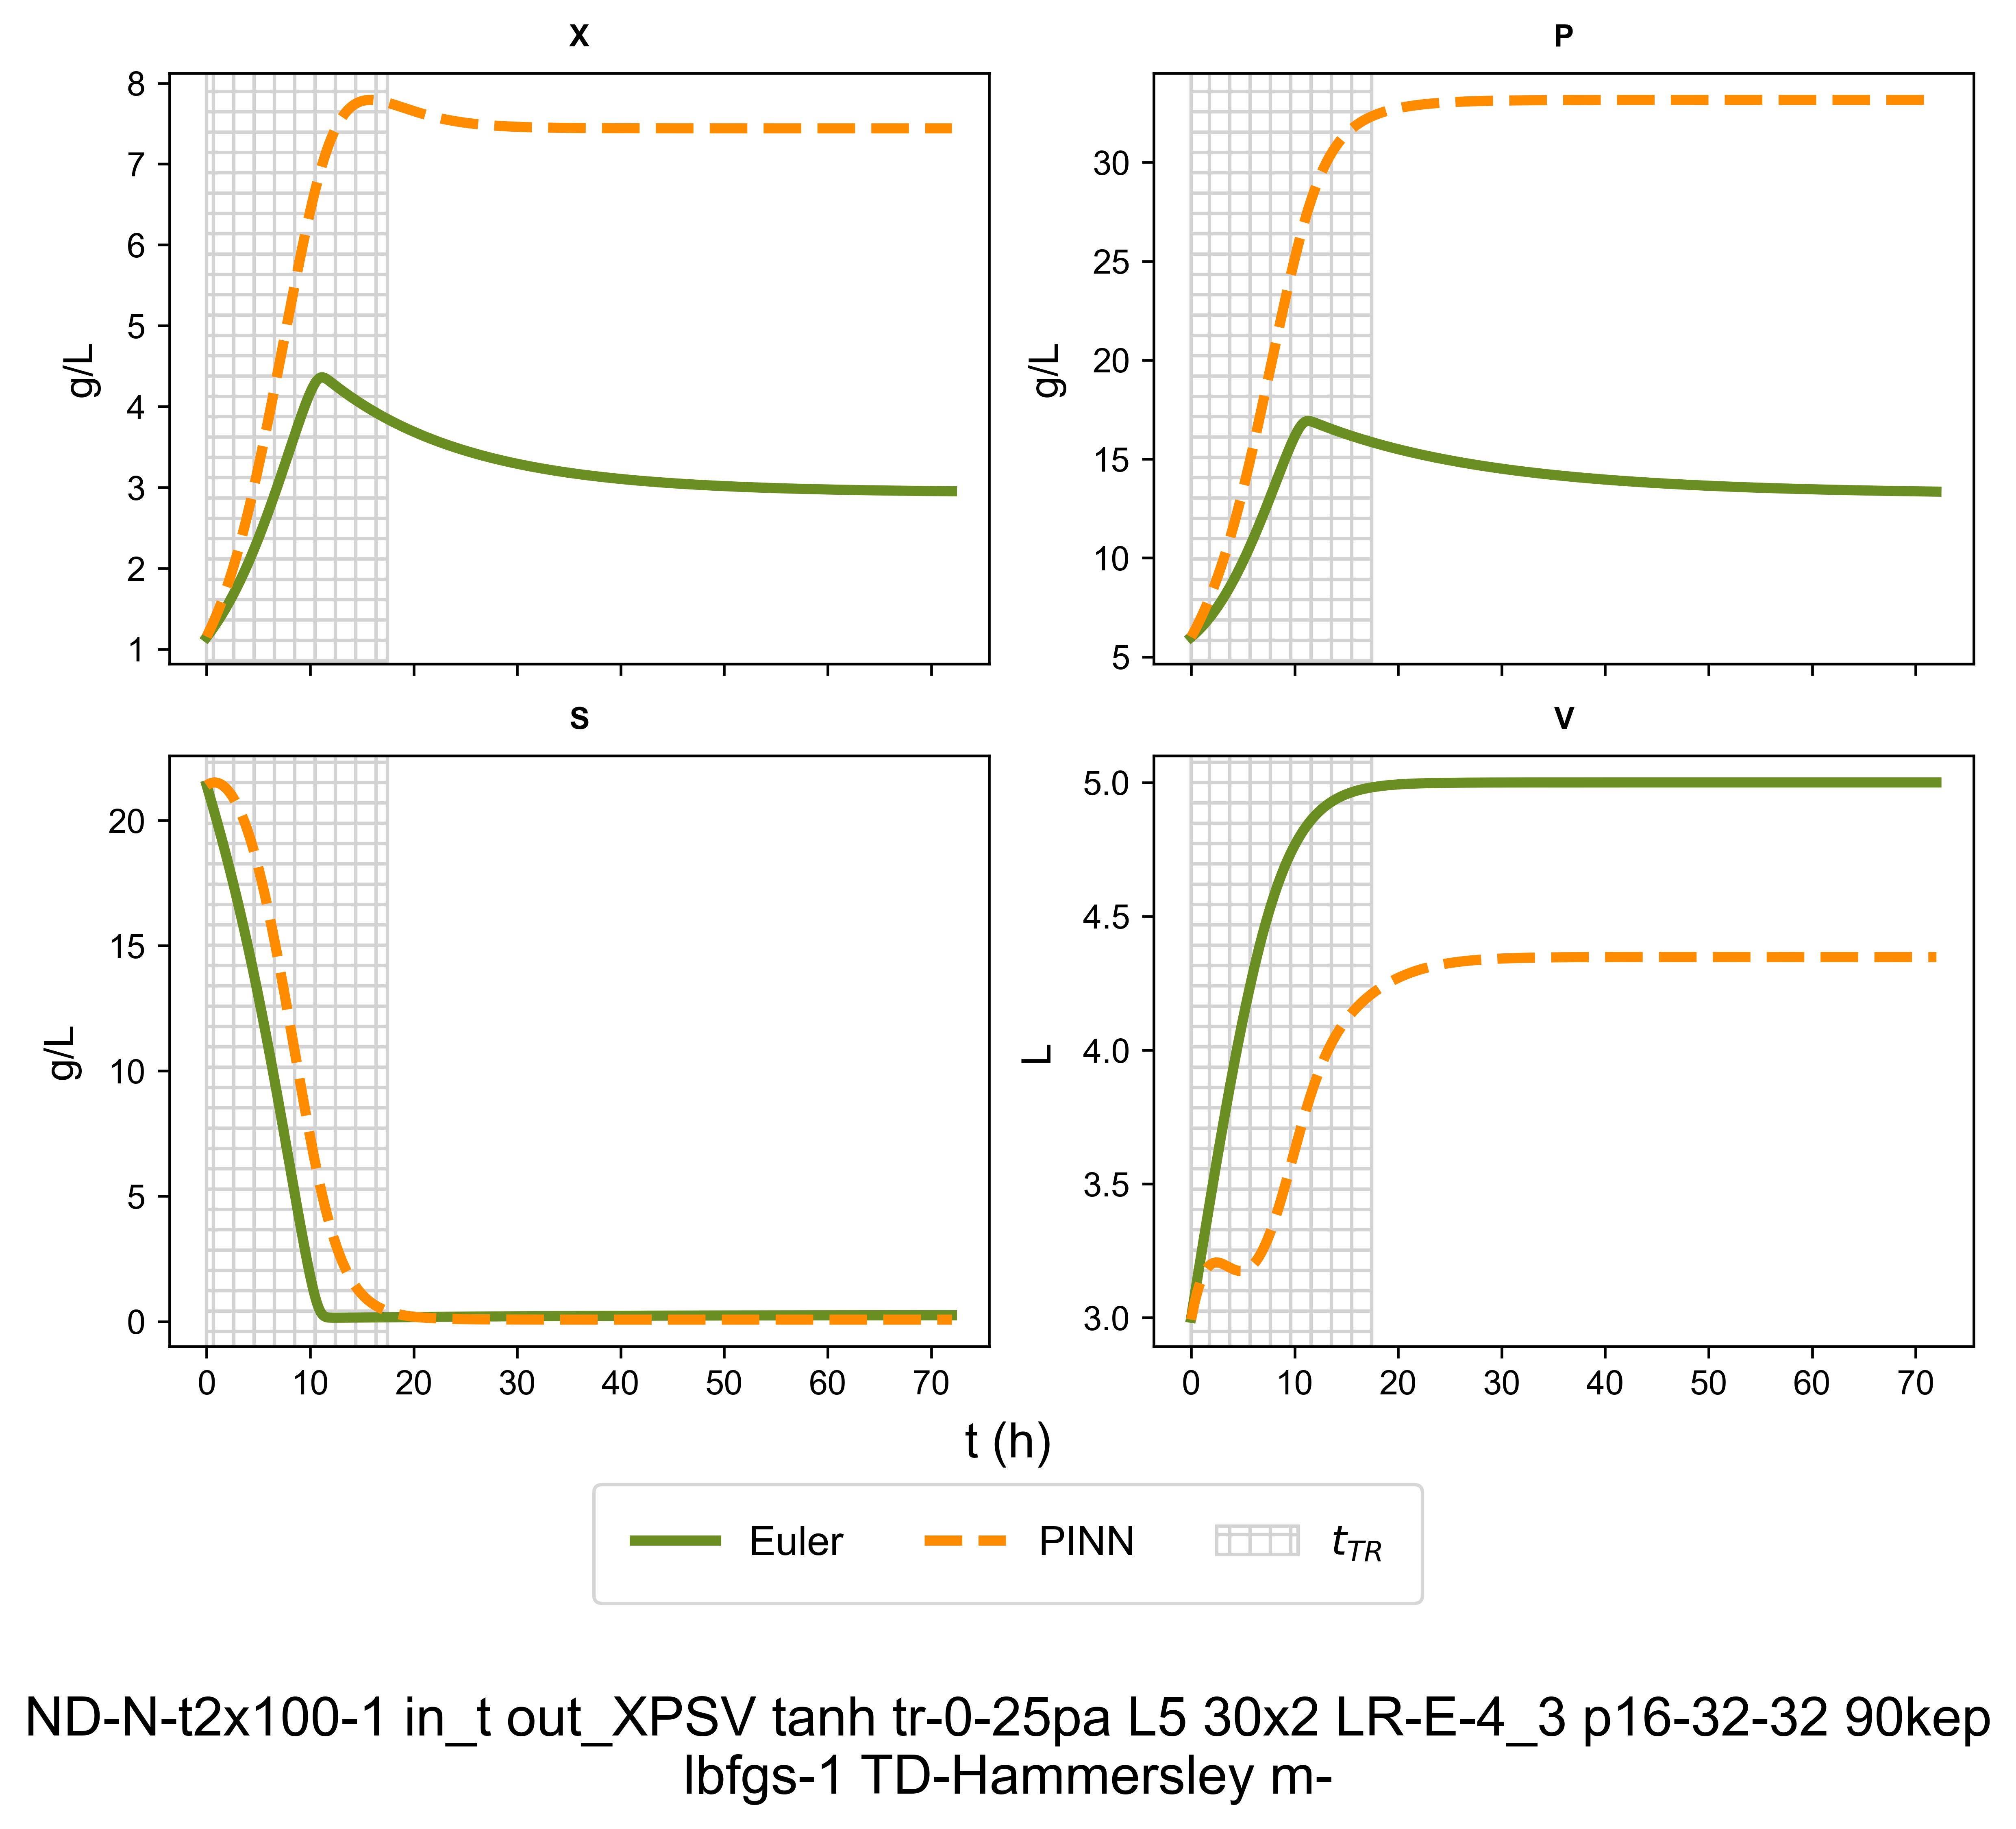 X
8
7
6
5
4
3
2
1
g/L
P
30
25
20
15
10
5
g/L
S
20
15
10
5
0
g/L
0 10 20 30 40 50 60 70
V
5.0
4.5
4.0
3.5
3.0
L
0 10 20 30 40 50 60 70
t (h)
Euler PINN t_TR
ND-N-t2x100-1 in_t out_XPSV tanh tr-0-25pa L5 30x2 LR-E-4_3 p16-32-32 90kep
lbfgs-1 TD-Hammersley m-